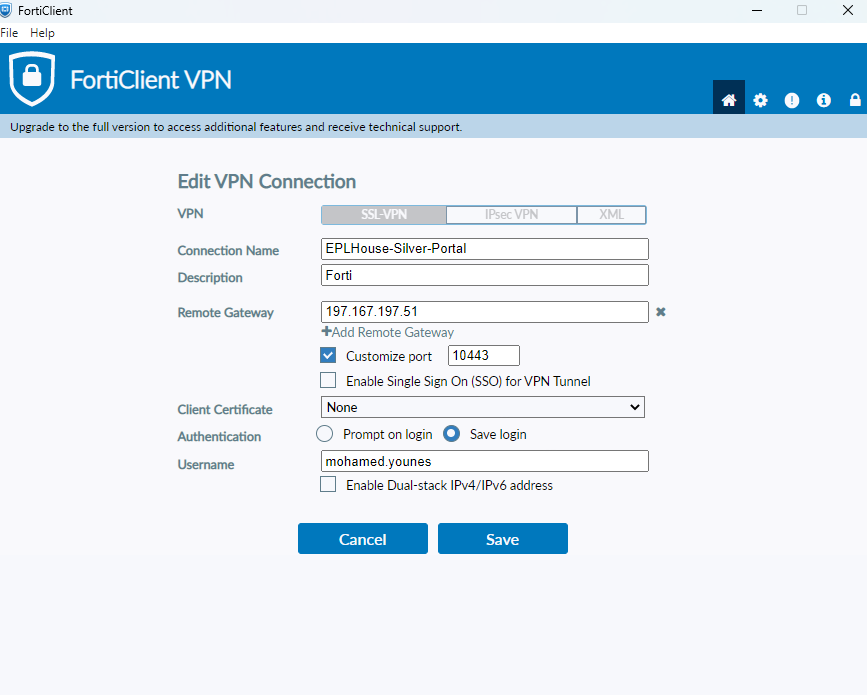 FortiClient
File Help
FortiClient VPN
Upgrade to the full version to access additional features and receive technical support.
Edit VPN Connection
VPN SSL-VPN IPsec VPN XML
Connection Name EPLHouse-Silver-Portal
Description Forti
Remote Gateway 197.167.197.51
+Add Remote Gateway
Customize port 10443
Enable Single Sign On (SSO) for VPN Tunnel
Client Certificate None
Authentication Prompt on login Save login
Username mohamed.younes
Enable Dual-stack IPv4/IPv6 address
Cancel Save